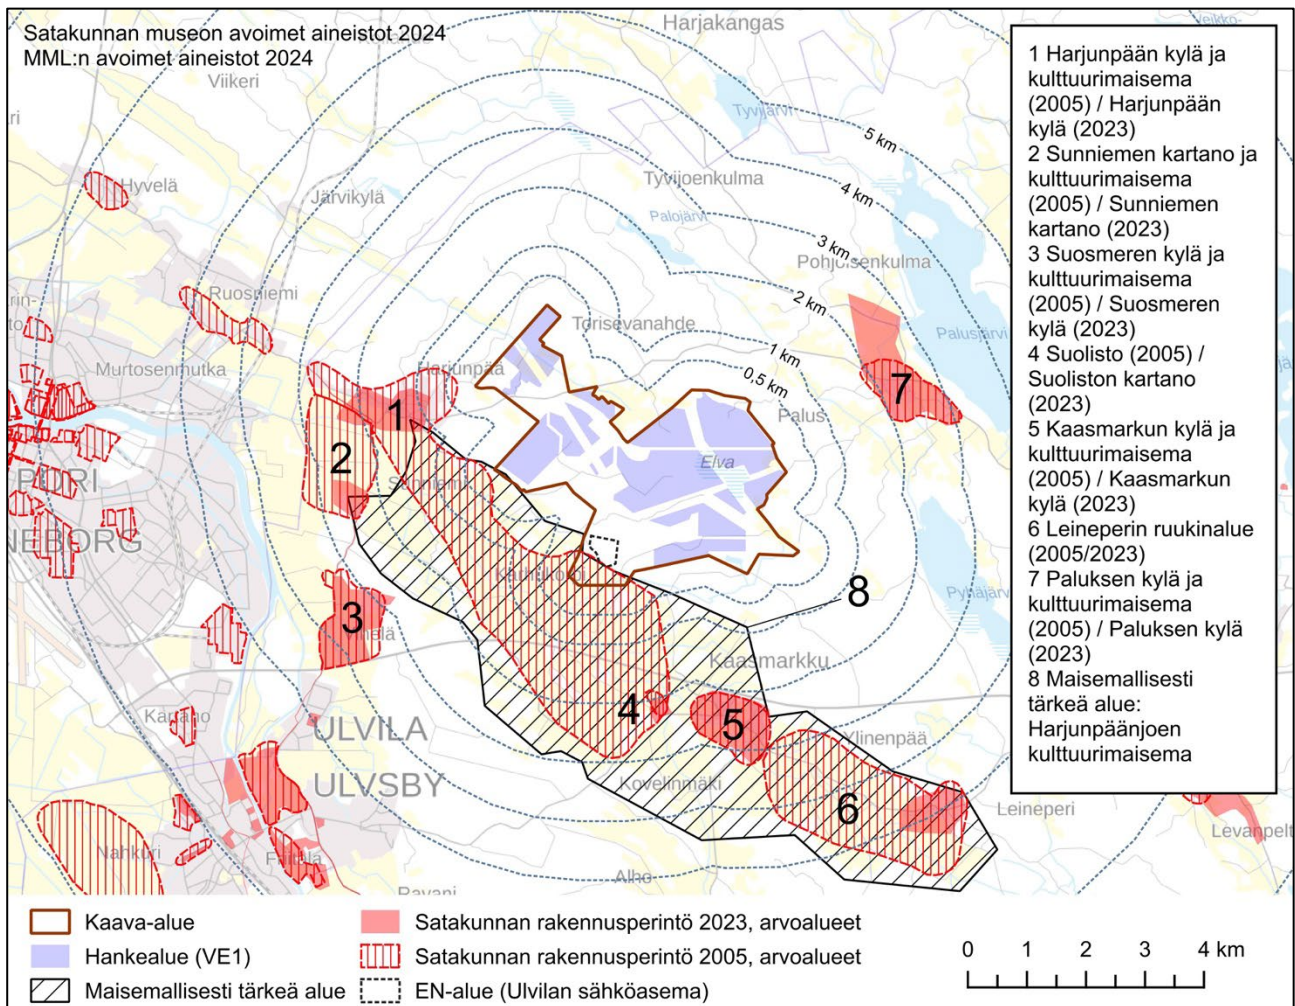 Satakunnan museon avoimet aineistot 2024
MML:n avoimet aineistot 2024
Harjakangas
Viikeri
Tyvijärvi
5 km
Hyvelä
Järvikylä
Tyvijoenkulma
4 km
Palojärvi
3 km
Pohjoisenkulma
Ruosniemi
2 km
Torisevanahde
Palusjärvi
1 km
Murtosenmutka
Harjunpää
0,5 km
7
1
Palus
2
Elva
PORI
NEBORG
8
Pyhäjärvi
3
Kaasmarkku
4
5
Kartano
ULVILA
Ylinenpää
ULVSBY
Kovelinmäki
6
Leineperi
Levanpelt
Nahkuri
Friitala
Alho
Ravani
1 Harjunpään kylä ja
kulttuurimaisema
(2005) / Harjunpään
kylä (2023)
2 Sunniemen kartano ja
kulttuurimaisema
(2005) / Sunniemen
kartano (2023)
3 Suosmeren kylä ja
kulttuurimaisema
(2005) / Suosmeren
kylä (2023)
4 Suolisto (2005) /
Suoliston kartano
(2023)
5 Kaasmarkun kylä ja
kulttuurimaisema
(2005) / Kaasmarkun
kylä (2023)
6 Leineperin ruukinalue
(2005/2023)
7 Paluksen kylä ja
kulttuurimaisema
(2005) / Paluksen kylä
(2023)
8 Maisemallisesti
tärkeä alue:
Harjunpäänjoen
kulttuurimaisema
Kaava-alue
Hankealue (VE1)
Maisemallisesti tärkeä alue
Satakunnan rakennusperintö 2023, arvoalueet
Satakunnan rakennusperintö 2005, arvoalueet
EN-alue (Ulvilan sähköasema)
0 1 2 3 4 km